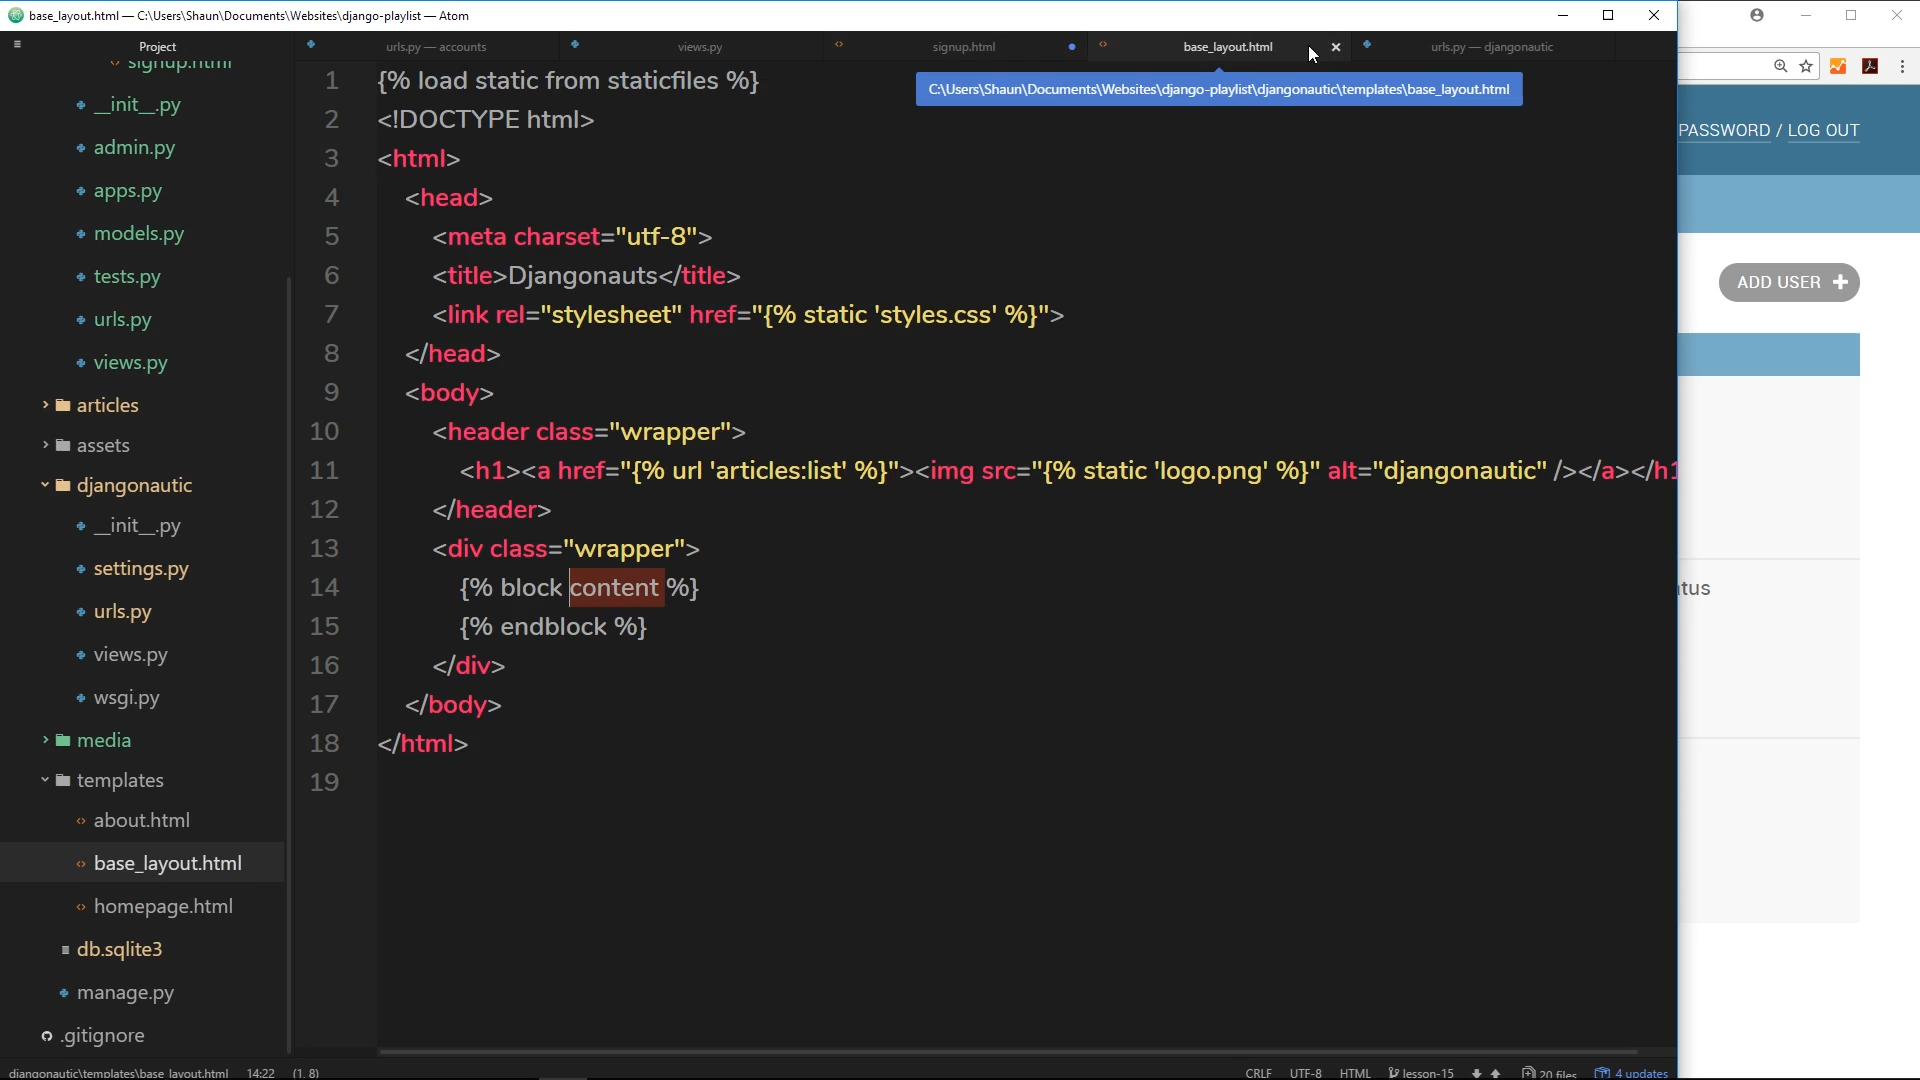 base_layout.html — C:\Users\Shaun\Documents\Websites\django-playlist — Atom
Project
urls.py — accounts
views.py
signup.html
base_layout.html
urls.py — djangonautic
C:\Users\Shaun\Documents\Websites\django-playlist\djangonautic\templates\base_layout.html
signup.html
__init__.py
admin.py
apps.py
models.py
tests.py
urls.py
views.py
articles
assets
djangonautic
__init__.py
settings.py
urls.py
views.py
wsgi.py
media
templates
about.html
base_layout.html
homepage.html
db.sqlite3
manage.py
.gitignore
1 {% load static from staticfiles %}
2 <!DOCTYPE html>
3 <html>
4 <head>
5 <meta charset="utf-8">
6 <title>Djangonauts</title>
7 <link rel="stylesheet" href="{% static 'styles.css' %}">
8 </head>
9 <body>
10 <header class="wrapper">
11 <h1><a href="{% url 'articles:list' %}"><img src="{% static 'logo.png' %}" alt="djangonautic" /></a></h1
12 </header>
13 <div class="wrapper">
14 {% block content %}
15 {% endblock %}
16 </div>
17 </body>
18 </html>
19
PASSWORD / LOG OUT
ADD USER
tus
djangonautic\templates\base_layout.html 14:22 (1, 8)
CRLF UTF-8 HTML lesson-15 20 files 4 updates